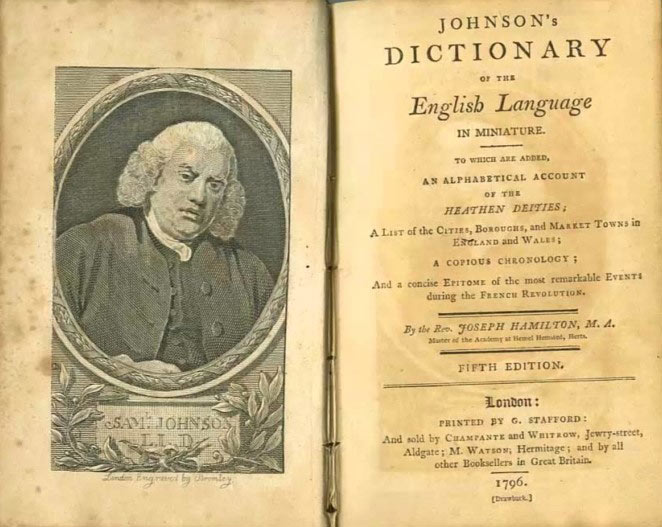 SAMˡ. JOHNSON
L L. D.
London Engraved by Bromley
JOHNSON's
DICTIONARY
OF THE
English Language
IN MINIATURE.
TO WHICH ARE ADDED,
AN ALPHABETICAL ACCOUNT
OF THE
HEATHEN DEITIES;
A LIST of the CITIES, BOROUGHS, and MARKET TOWNS in
ENGLAND and WALES;
A COPIOUS CHRONOLOGY;
And a concise EPITOME of the most remarkable EVENTS
during the FRENCH REVOLUTION.
By the Rev. JOSEPH HAMILTON, M. A.
Master of the Academy at Hemel Hemsted, Herts.
FIFTH EDITION.
London:
PRINTED BY G. STAFFORD:
And sold by CHAMPANTE and WHITROW, Jewry-street,
Aldgate; M. WATSON, Hermitage; and by all
other Booksellers in Great Britain.
1796.
[Drawback.]